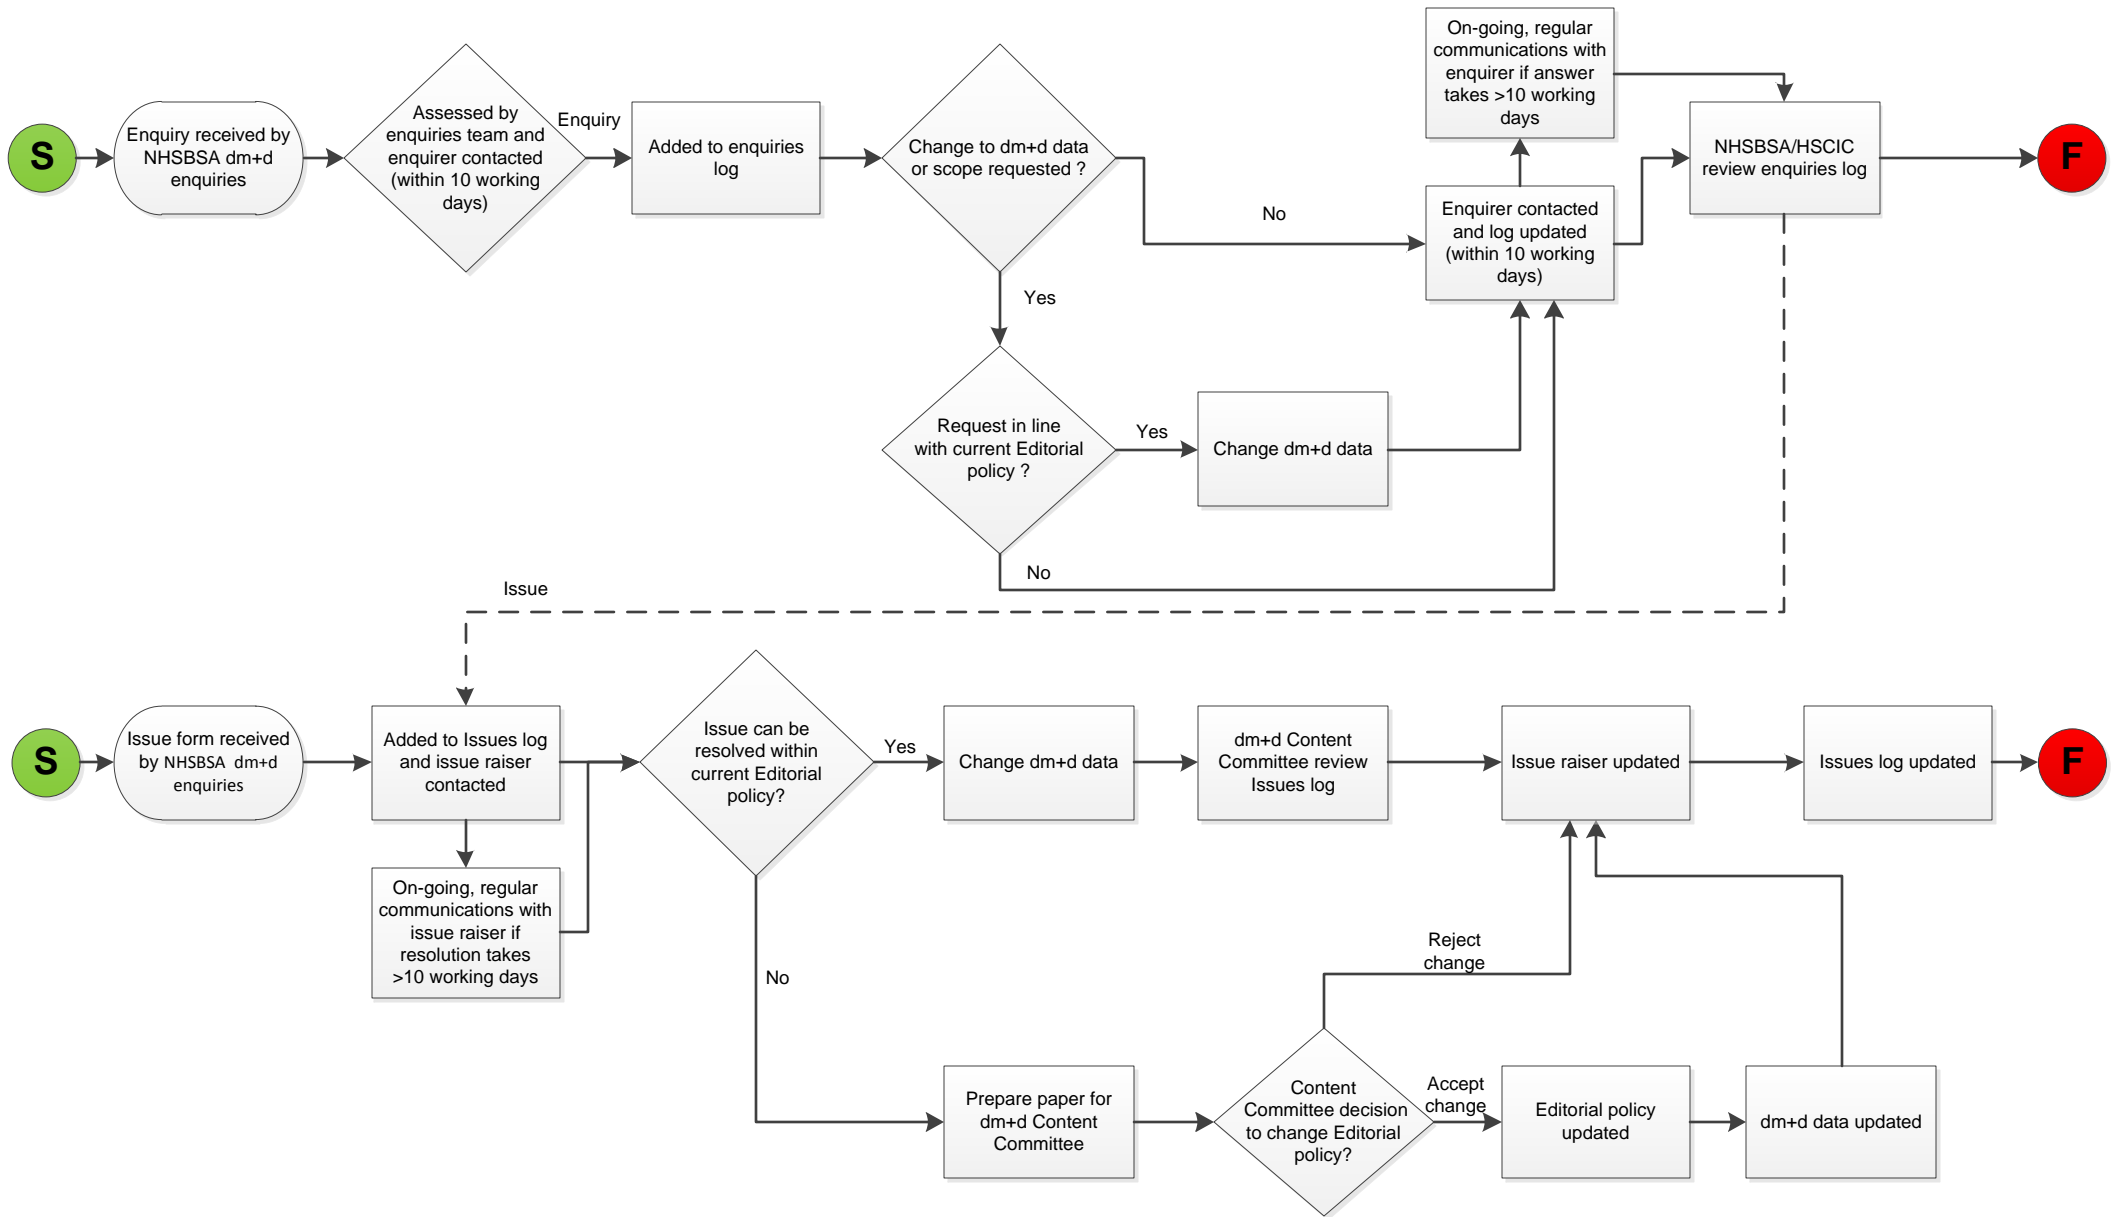 S
Enquiry received by
NHSBSA dm+d
enquiries
Assessed by
enquiries team and
enquirer contacted
(within 10 working
days)
Enquiry
Added to enquiries
log
Change to dm+d data
or scope requested ?
No
Yes
On-going, regular
communications with
enquirer if answer
takes >10 working
days
Enquirer contacted
and log updated
(within 10 working
days)
NHSBSA/HSCIC
review enquiries log
F
Request in line
with current Editorial
policy ?
Yes
Change dm+d data
No
Issue
S
Issue form received
by NHSBSA  dm+d
enquiries
Added to Issues log
and issue raiser
contacted
On-going, regular
communications with
issue raiser if
resolution takes
>10 working days
Issue can be
resolved within
current Editorial
policy?
Yes
Change dm+d data
dm+d Content
Committee review
Issues log
Issue raiser updated
Issues log updated
F
No
Prepare paper for
dm+d Content
Committee
Content
Committee decision
to change Editorial
policy?
Reject
change
Accept
change
Editorial policy
updated
dm+d data updated